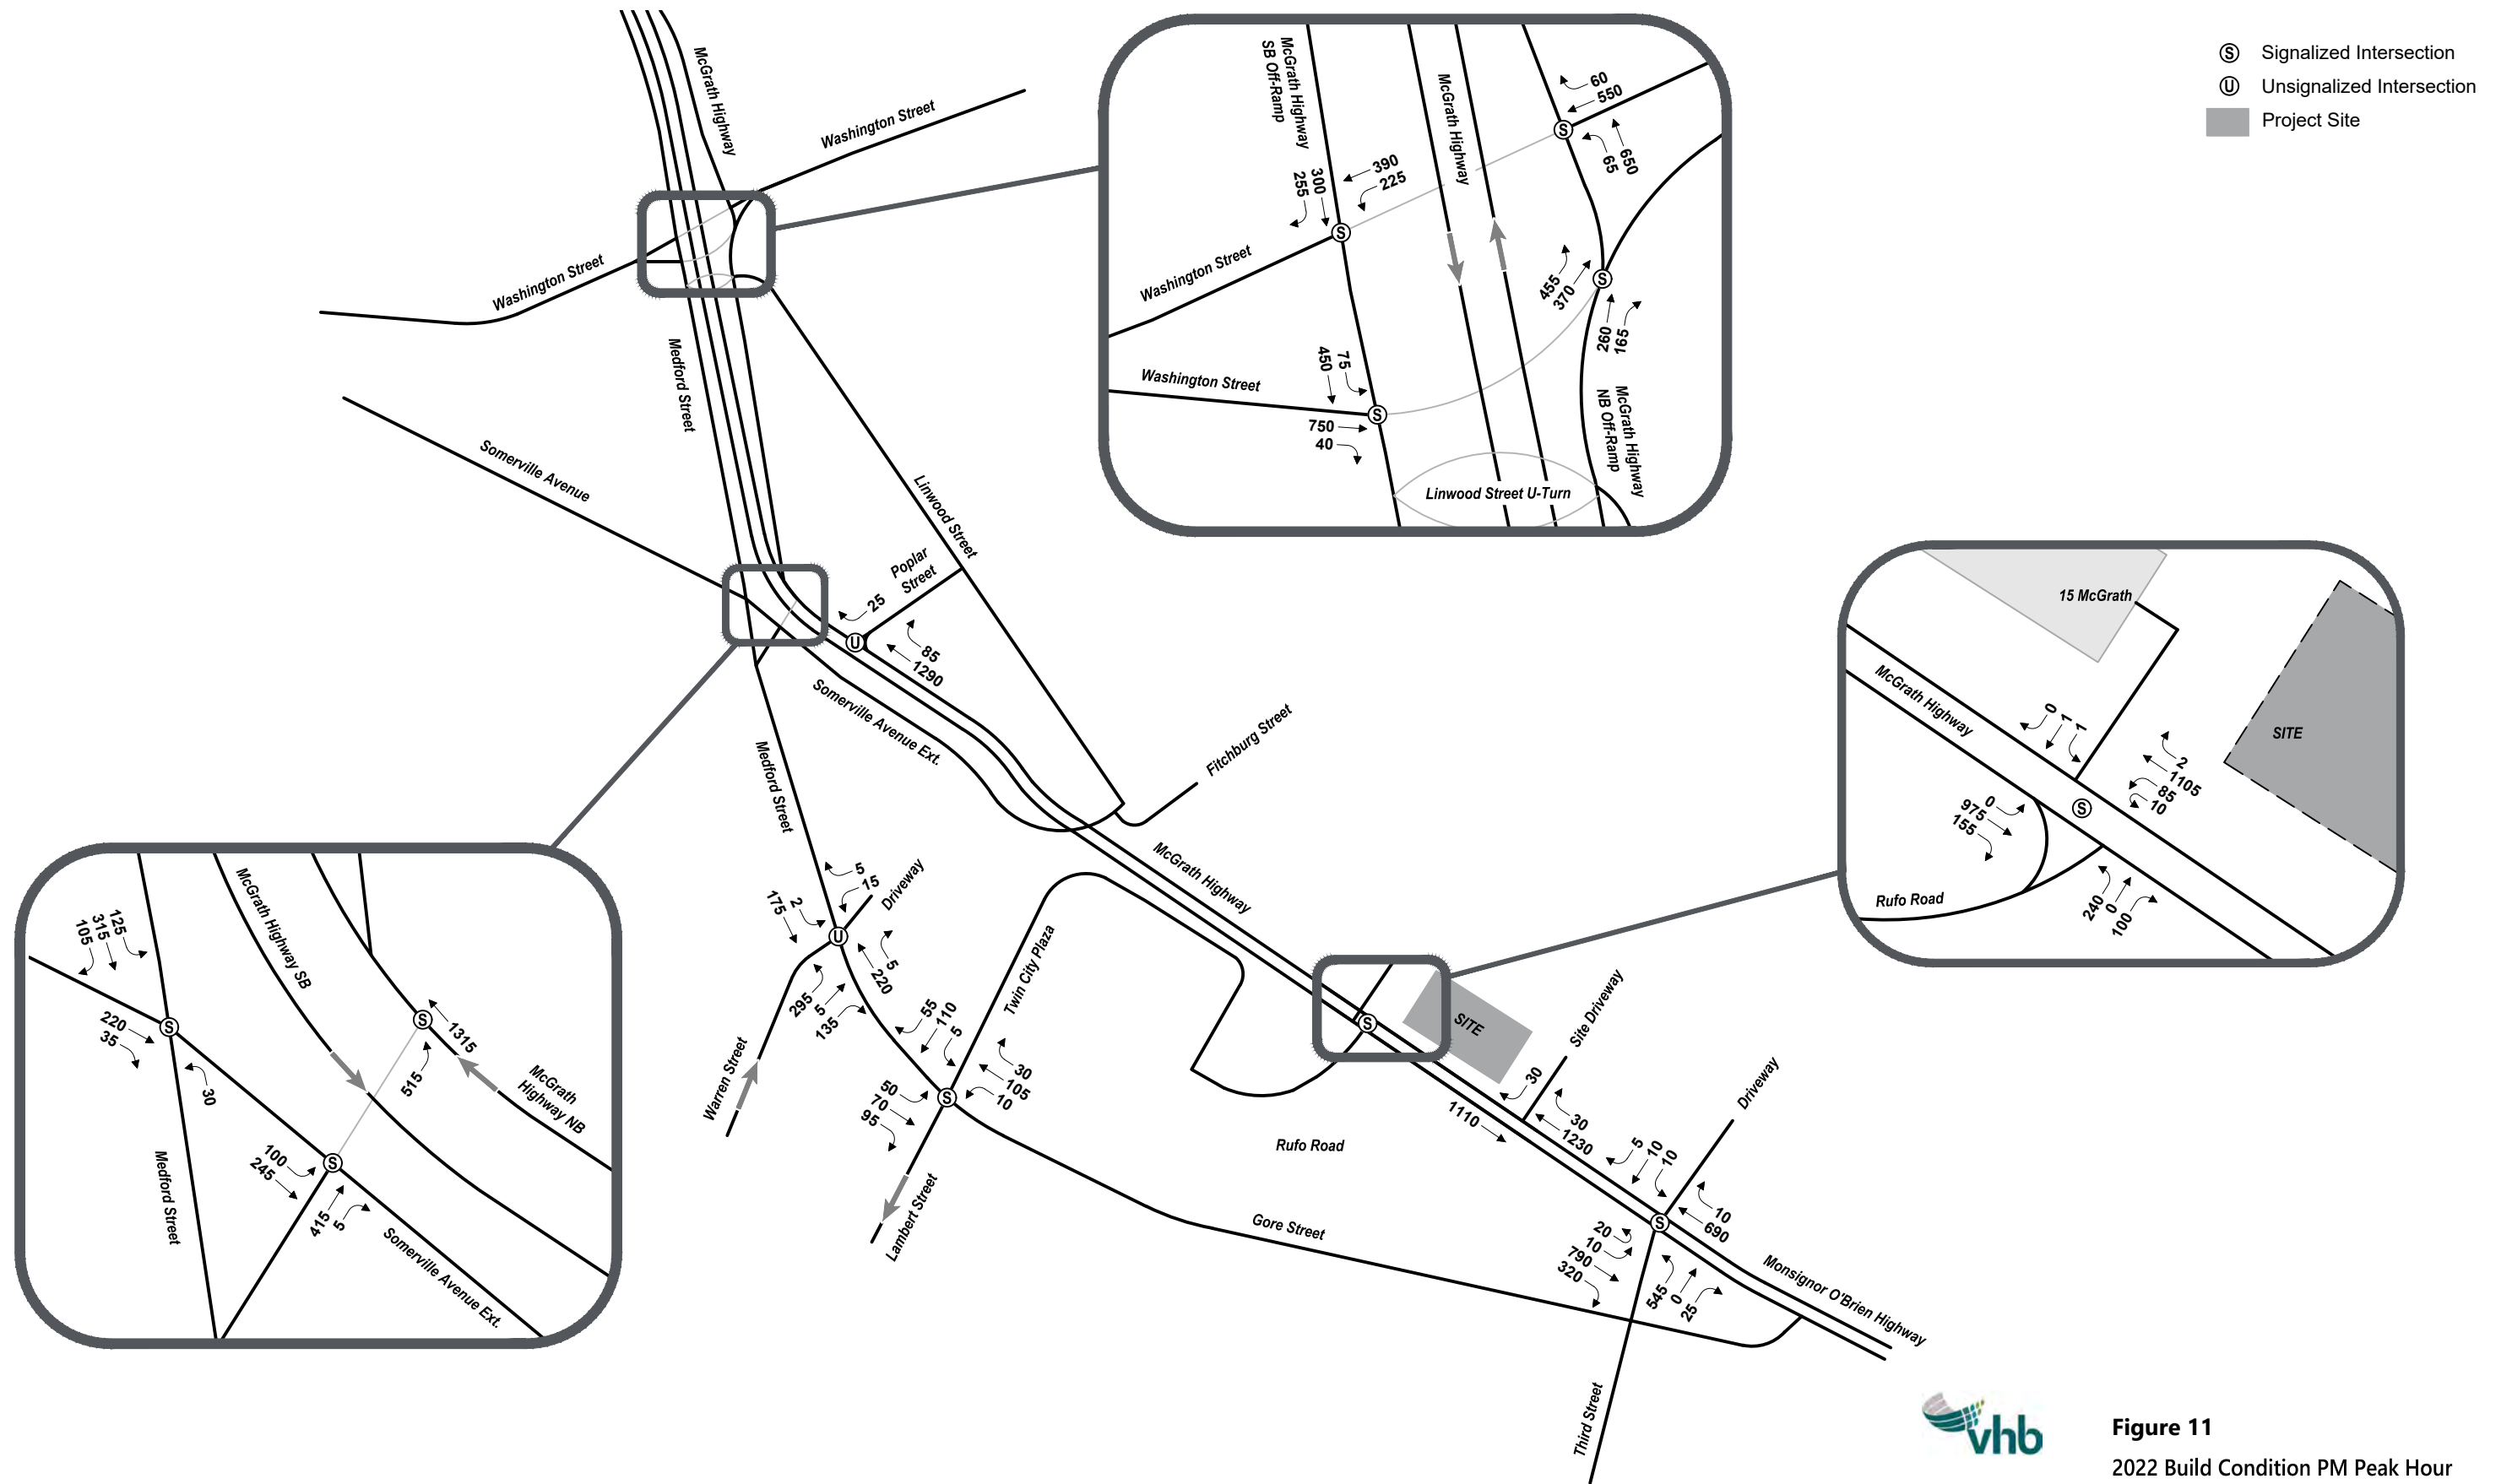 Ⓢ Signalized Intersection
Ⓤ Unsignalized Intersection
Project Site
McGrath Highway
Washington Street
Washington Street
Medford Street
Somerville Avenue
Linwood Street
Poplar
Street
25
U
85
1290
Somerville Avenue Ext.
Medford Street
Fitchburg Street
McGrath Highway
McGrath Highway
SB Off-Ramp
McGrath Highway
60
550
S
650
65
390
225
300
255
S
Washington Street
455
370
S
260
165
450
75
Washington Street
S
750
40
McGrath Highway
NB Off-Ramp
Linwood Street U-Turn
15 McGrath
McGrath Highway
SITE
0
1
1
2
1105
85
10
S
0
975
155
Rufo Road
240
0
100
McGrath Highway SB
125
315
105
220
35
S
30
S
1315
515
McGrath
Highway NB
100
245
S
415
5
Medford Street
Somerville Avenue Ext.
5
15
Driveway
2
175
U
5
220
295
5
135
Warren Street
Twin City Plaza
55
110
5
30
105
10
50
70
95
S
Lambert Street
Rufo Road
Gore Street
S
SITE
Site Driveway
30
30
1230
1110
Driveway
5
10
10
10
690
S
20
10
790
320
545
0
25
Monsignor O'Brien Highway
Third Street
vhb
Figure 11
2022 Build Condition PM Peak Hour